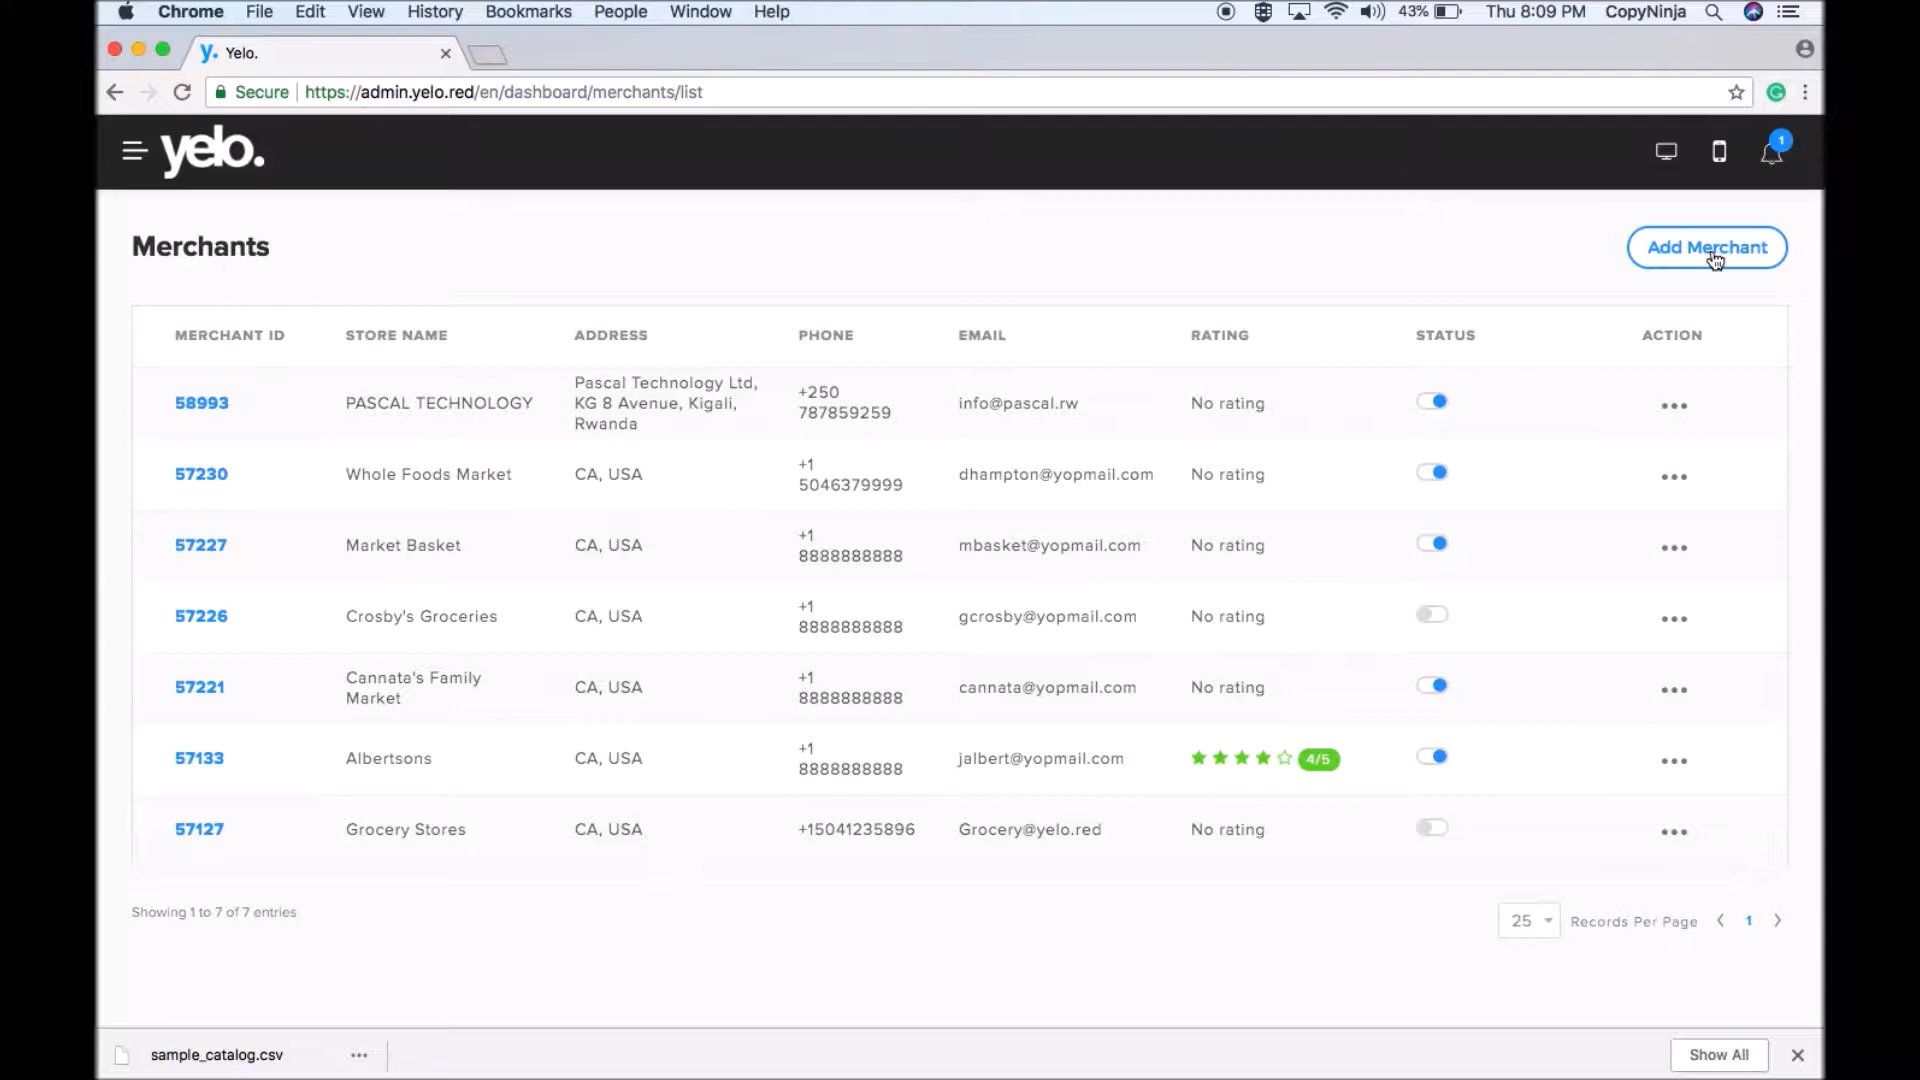 Chrome File Edit View History Bookmarks People Window Help 43% Thu 8:09 PM CopyNinja
y. Yelo.
Secure https://admin.yelo.red/en/dashboard/merchants/list
yelo. 1
Merchants Add Merchant
MERCHANT ID STORE NAME ADDRESS PHONE EMAIL RATING STATUS ACTION
58993 PASCAL TECHNOLOGY Pascal Technology Ltd, KG 8 Avenue, Kigali, Rwanda +250 787859259 info@pascal.rw No rating
57230 Whole Foods Market CA, USA +1 5046379999 dhampton@yopmail.com No rating
57227 Market Basket CA, USA +1 8888888888 mbasket@yopmail.com No rating
57226 Crosby's Groceries CA, USA +1 8888888888 gcrosby@yopmail.com No rating
57221 Cannata's Family Market CA, USA +1 8888888888 cannata@yopmail.com No rating
57133 Albertsons CA, USA +1 8888888888 jalbert@yopmail.com 4/5
57127 Grocery Stores CA, USA +15041235896 Grocery@yelo.red No rating
Showing 1 to 7 of 7 entries 25 Records Per Page 1
sample_catalog.csv Show All